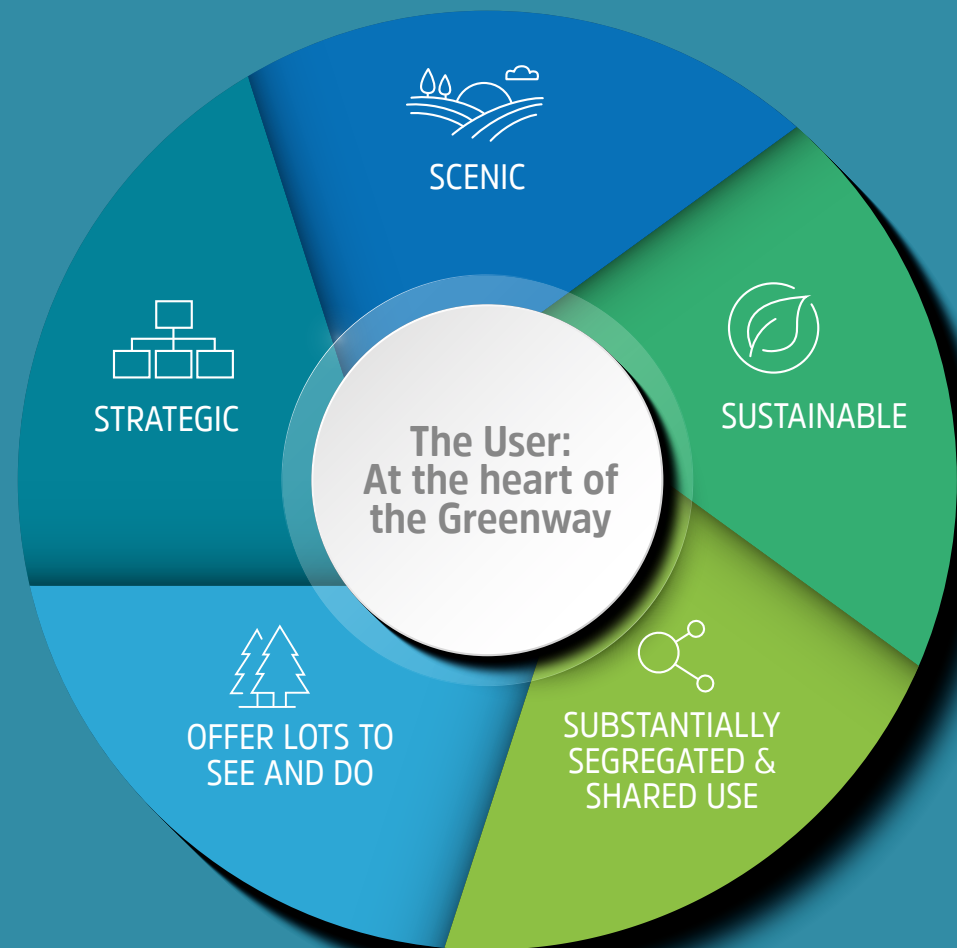 SCENIC
SUSTAINABLE
SUBSTANTIALLY
SEGREGATED &
SHARED USE
OFFER LOTS TO
SEE AND DO
STRATEGIC
The User:
At the heart of
the Greenway